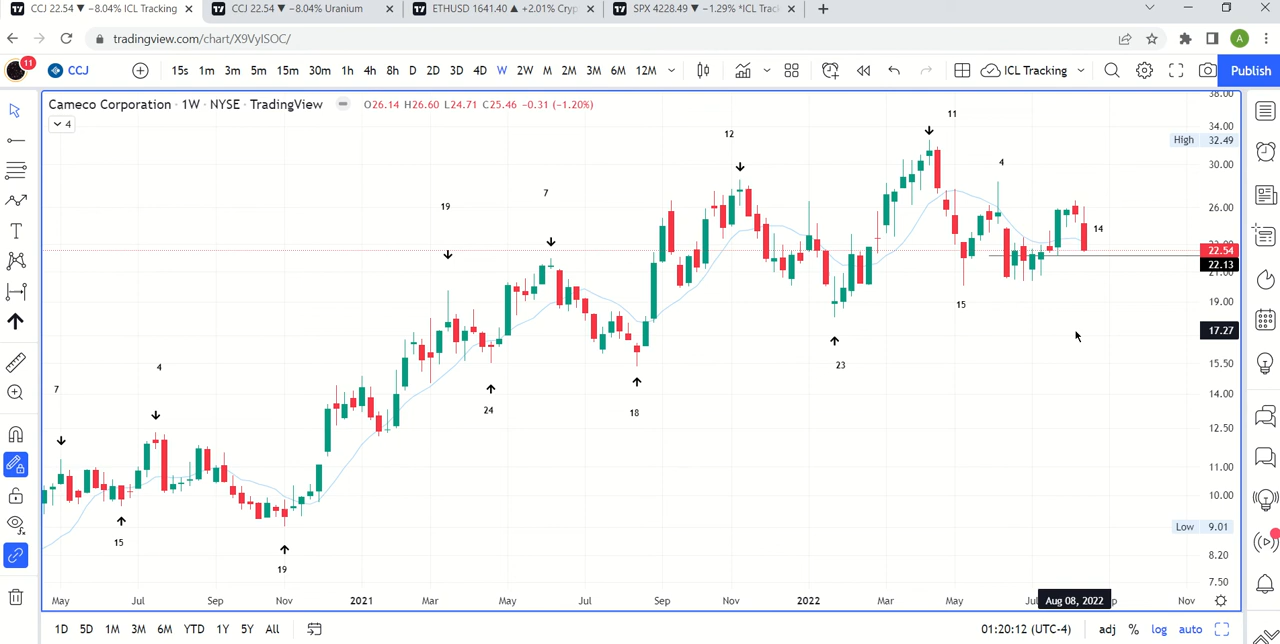 CCJ 22.54 ▼ −8.04% ICL Tracking
CCJ 22.54 ▼ −8.04% Uranium
ETHUSD 1641.40 ▲ +2.01% Cryp
SPX 4228.49 ▼ −1.29% *ICL Track
tradingview.com/chart/X9VyISOC/
A
11
CCJ
15s 1m 3m 5m 15m 30m 1h 4h 8h D 2D 3D 4D W 2W M 2M 3M 6M 12M
ICL Tracking
Publish
Cameco Corporation · 1W · NYSE · TradingView
O26.14 H26.60 L24.71 C25.46 −0.31 (−1.20%)
4
38.00
34.00
High 32.49
30.00
26.00
22.54
22.13
21.00
19.00
17.27
15.50
14.00
12.50
11.00
10.00
Low 9.01
8.20
7.50
11
12
4
7
19
14
15
23
4
7
24
18
15
19
May Jul Sep Nov 2021 Mar May Jul Sep Nov 2022 Mar May Aug 08, 2022 Nov
1D 5D 1M 3M 6M YTD 1Y 5Y All
01:20:12 (UTC-4) adj % log auto